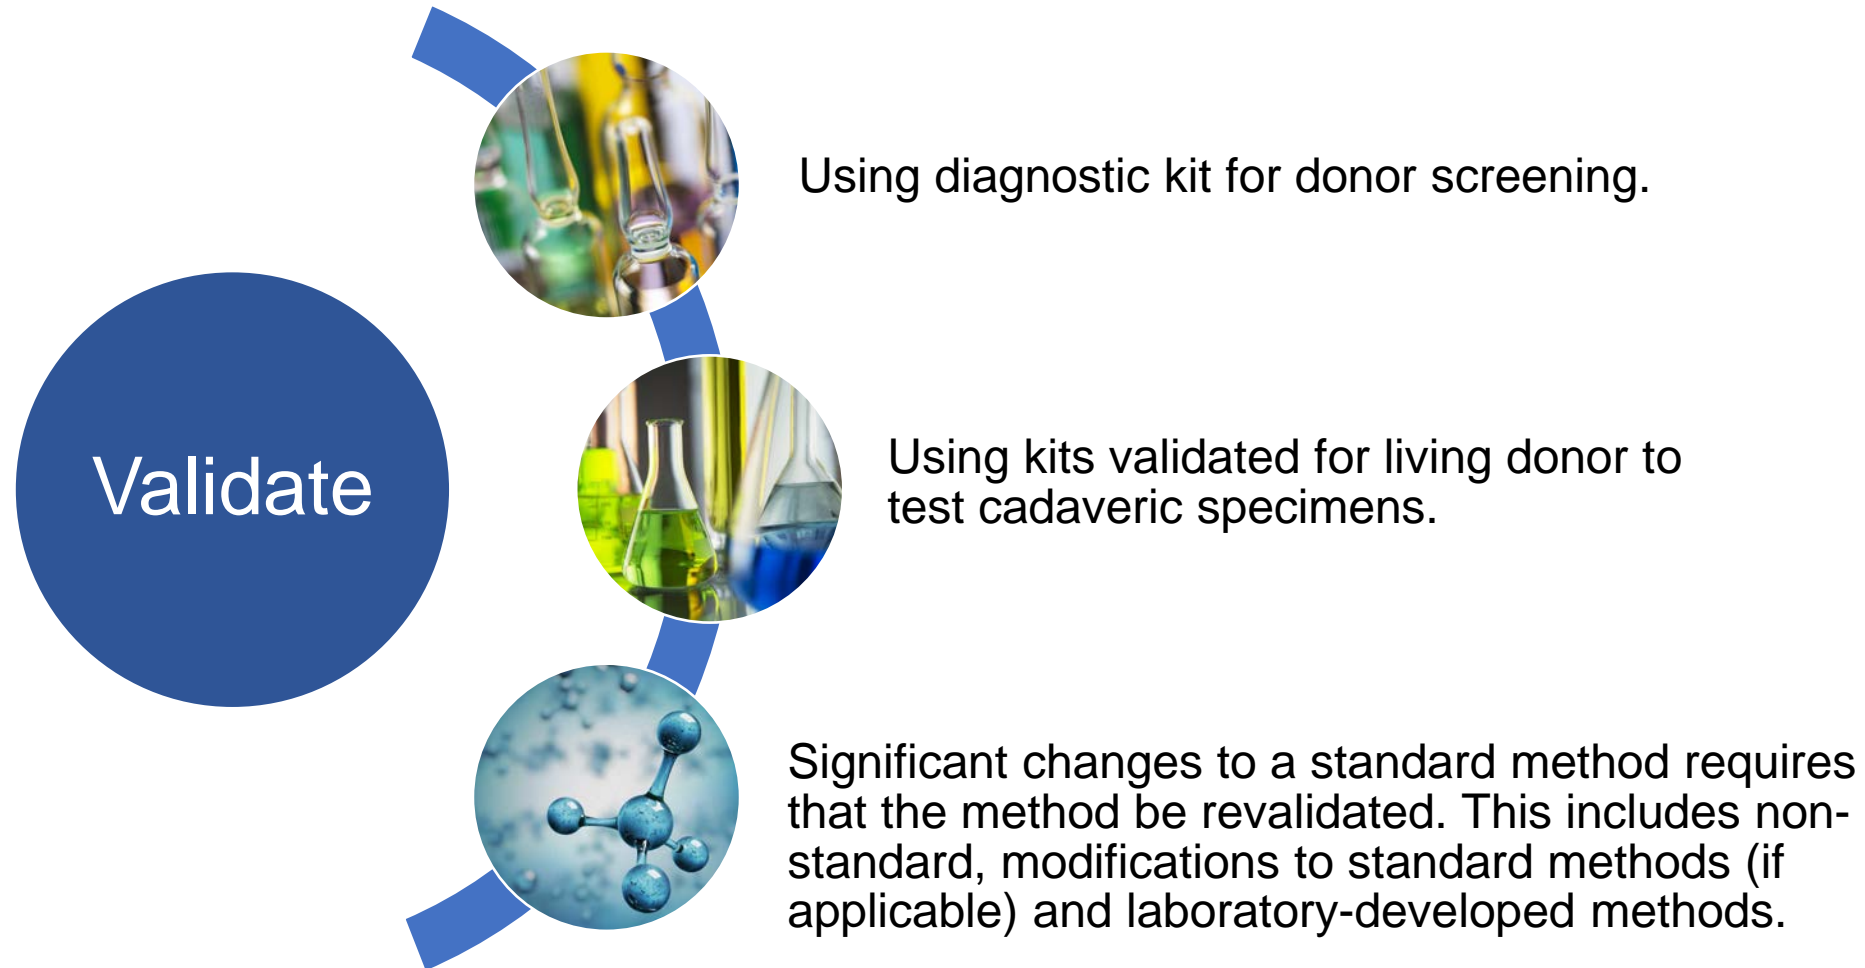 Validate
Using diagnostic kit for donor screening.
Using kits validated for living donor to
test cadaveric specimens.
Significant changes to a standard method requires
that the method be revalidated. This includes non-
standard, modifications to standard methods (if
applicable) and laboratory-developed methods.